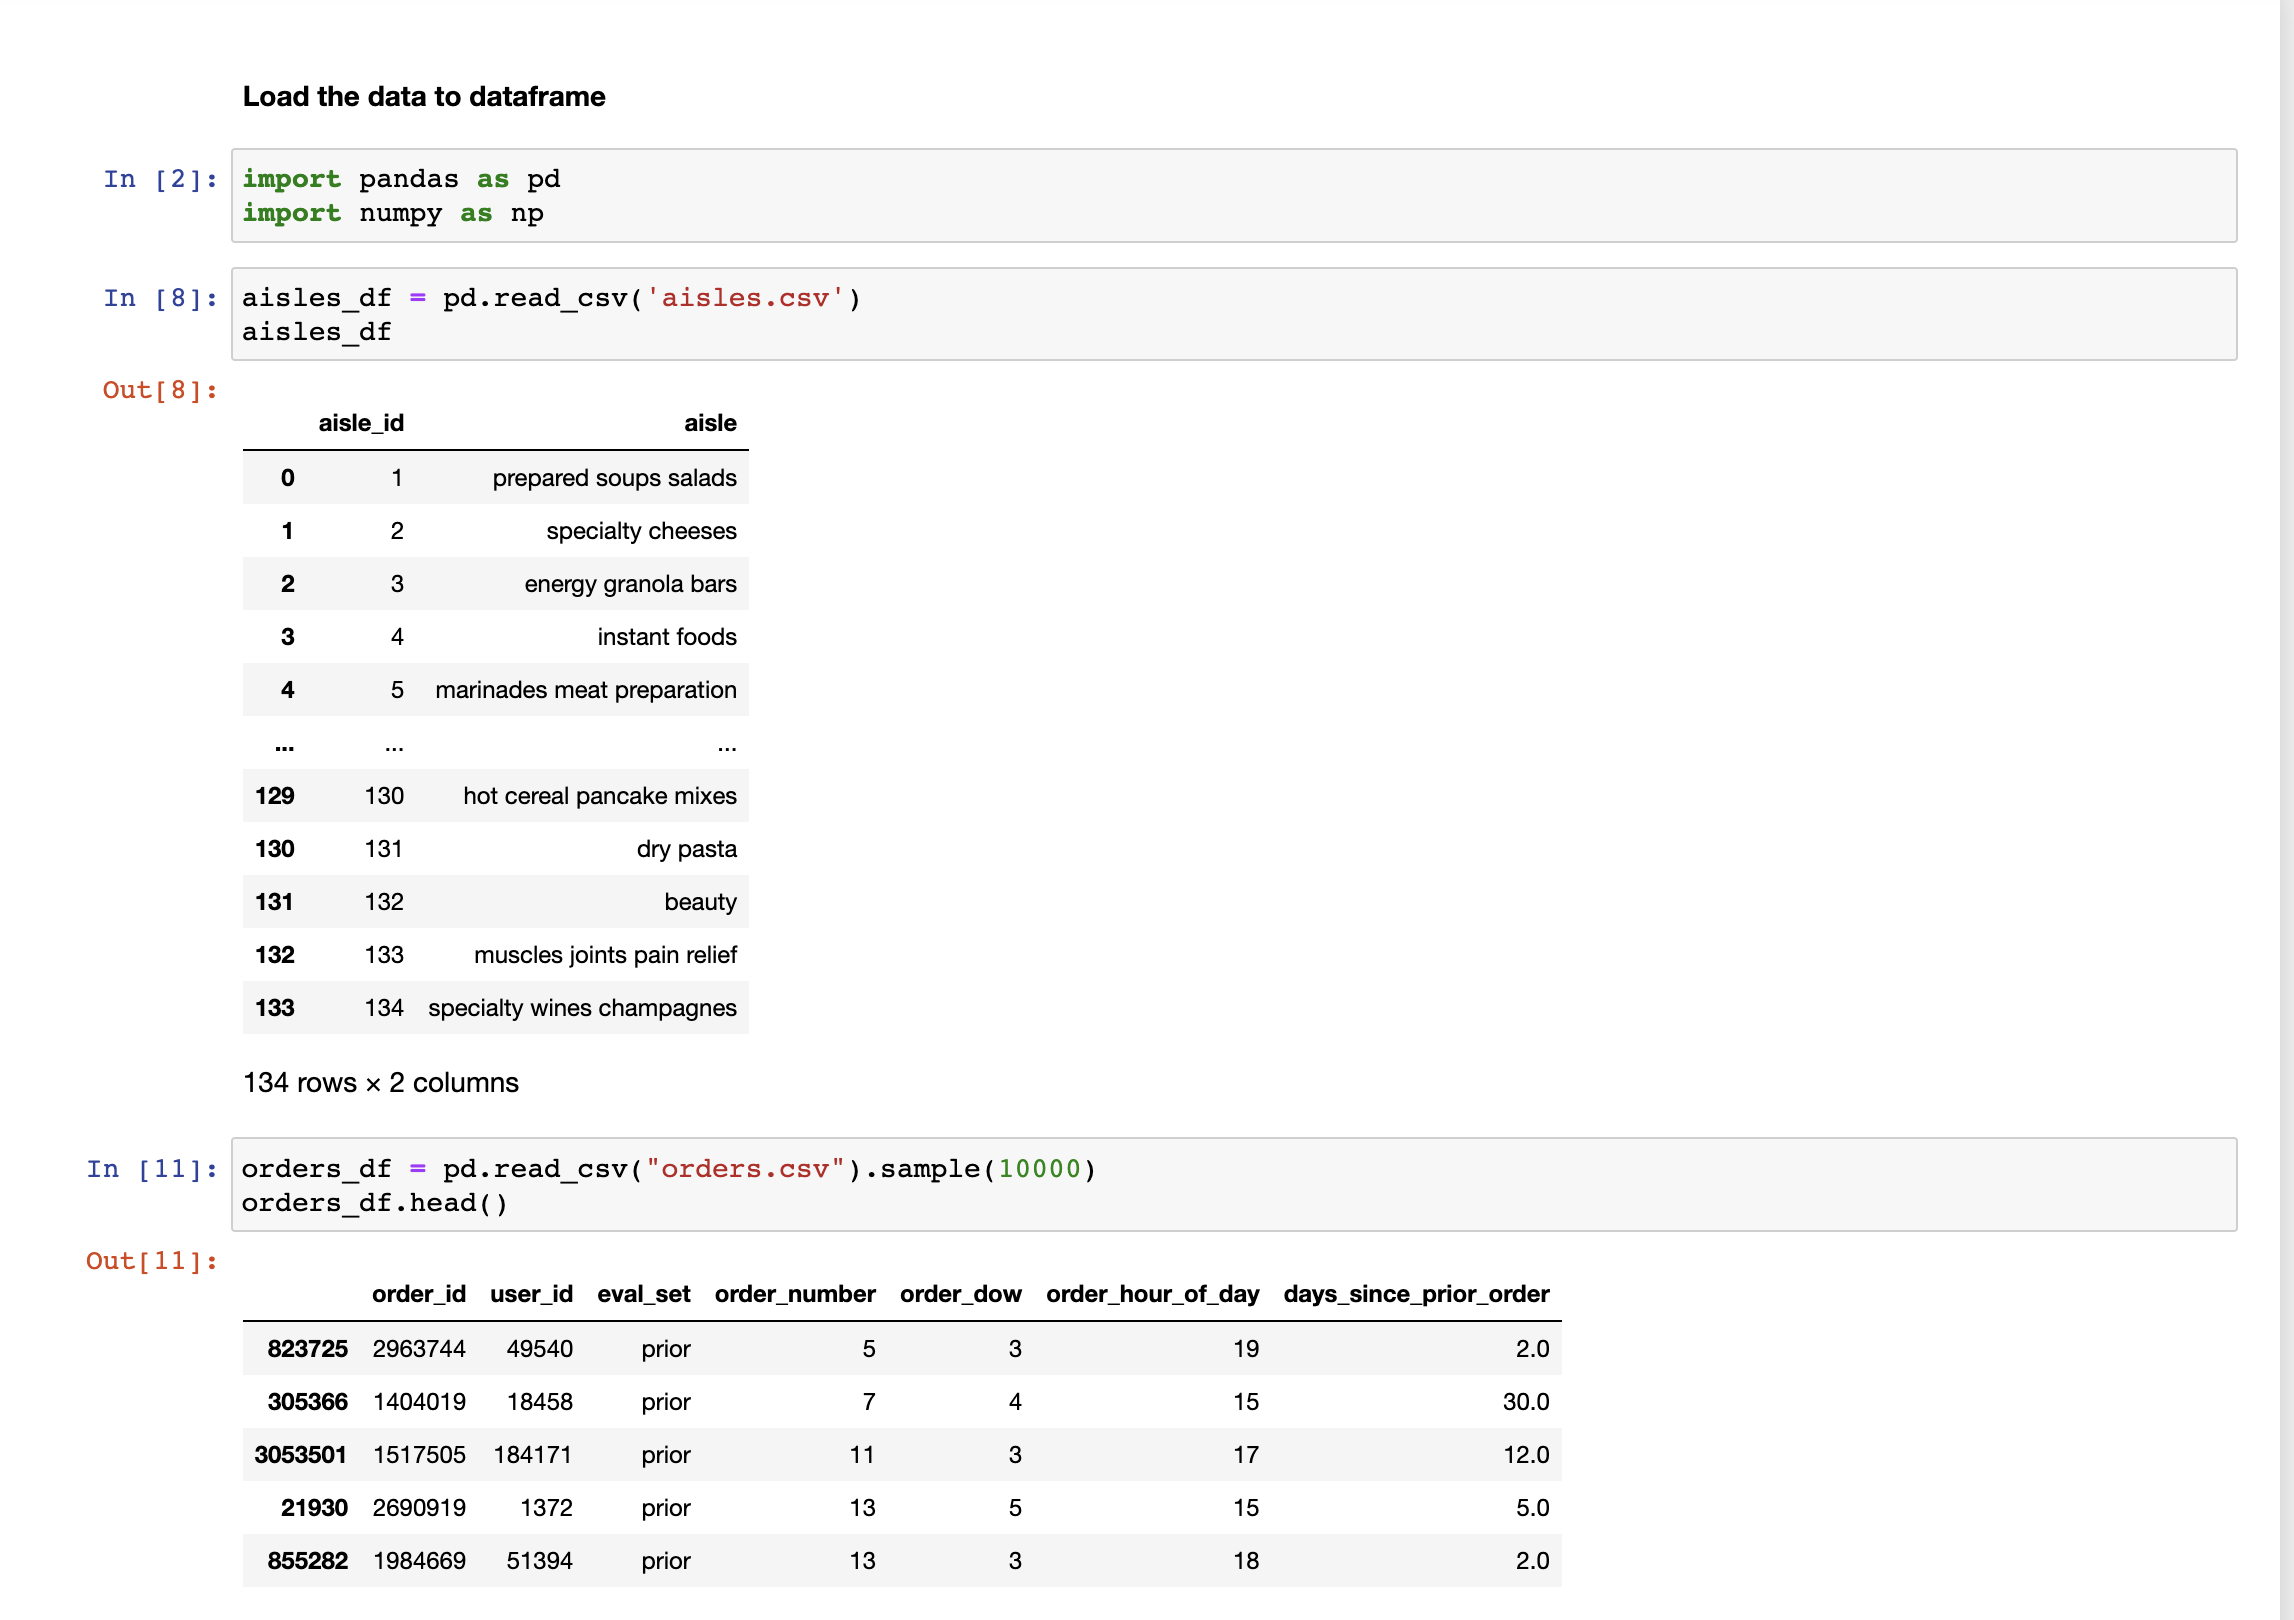 Load the data to dataframe
In [2]: import pandas as pd
import numpy as np
In [8]: aisles_df = pd.read_csv('aisles.csv')
aisles_df
Out[8]:
aisle_id aisle
0 1 prepared soups salads
1 2 specialty cheeses
2 3 energy granola bars
3 4 instant foods
4 5 marinades meat preparation
... ... ...
129 130 hot cereal pancake mixes
130 131 dry pasta
131 132 beauty
132 133 muscles joints pain relief
133 134 specialty wines champagnes
134 rows × 2 columns
In [11]: orders_df = pd.read_csv("orders.csv").sample(10000)
orders_df.head()
Out[11]:
order_id user_id eval_set order_number order_dow order_hour_of_day days_since_prior_order
823725 2963744 49540 prior 5 3 19 2.0
305366 1404019 18458 prior 7 4 15 30.0
3053501 1517505 184171 prior 11 3 17 12.0
21930 2690919 1372 prior 13 5 15 5.0
855282 1984669 51394 prior 13 3 18 2.0